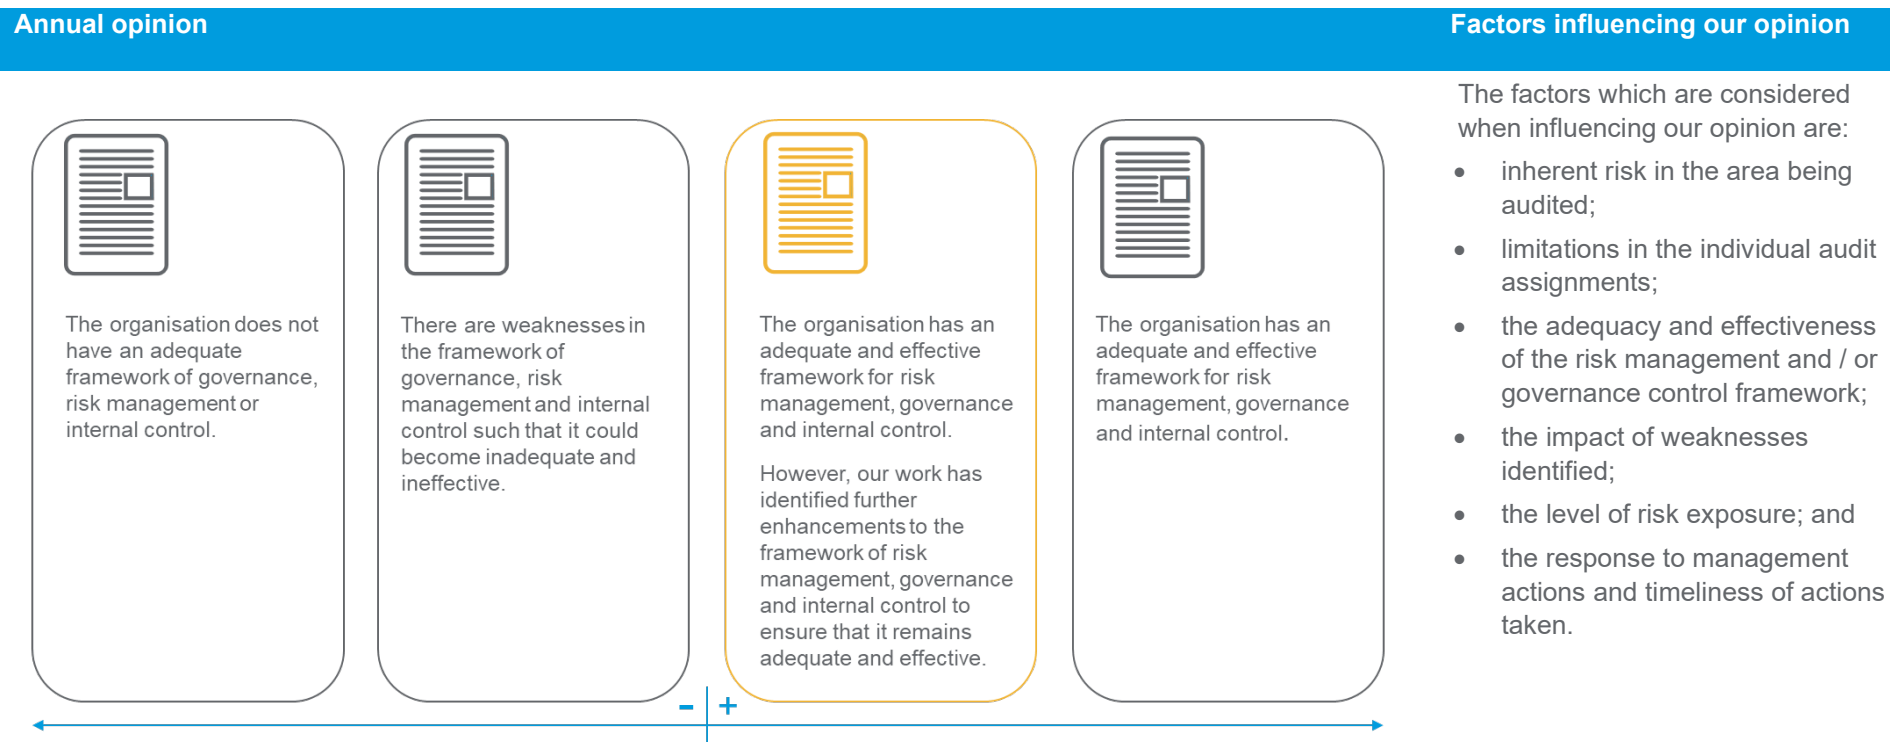 Annual opinion
Factors influencing our opinion
The organisation does not
have an adequate
framework of governance,
risk management or
internal control.
There are weaknesses in
the framework of
governance, risk
management and internal
control such that it could
become inadequate and
ineffective.
The organisation has an
adequate and effective
framework for risk
management, governance
and internal control.
However, our work has
identified further
enhancements to the
framework of risk
management, governance
and internal control to
ensure that it remains
adequate and effective.
The organisation has an
adequate and effective
framework for risk
management, governance
and internal control.
- +
The factors which are considered
when influencing our opinion are:
• inherent risk in the area being
audited;
• limitations in the individual audit
assignments;
• the adequacy and effectiveness
of the risk management and / or
governance control framework;
• the impact of weaknesses
identified;
• the level of risk exposure; and
• the response to management
actions and timeliness of actions
taken.